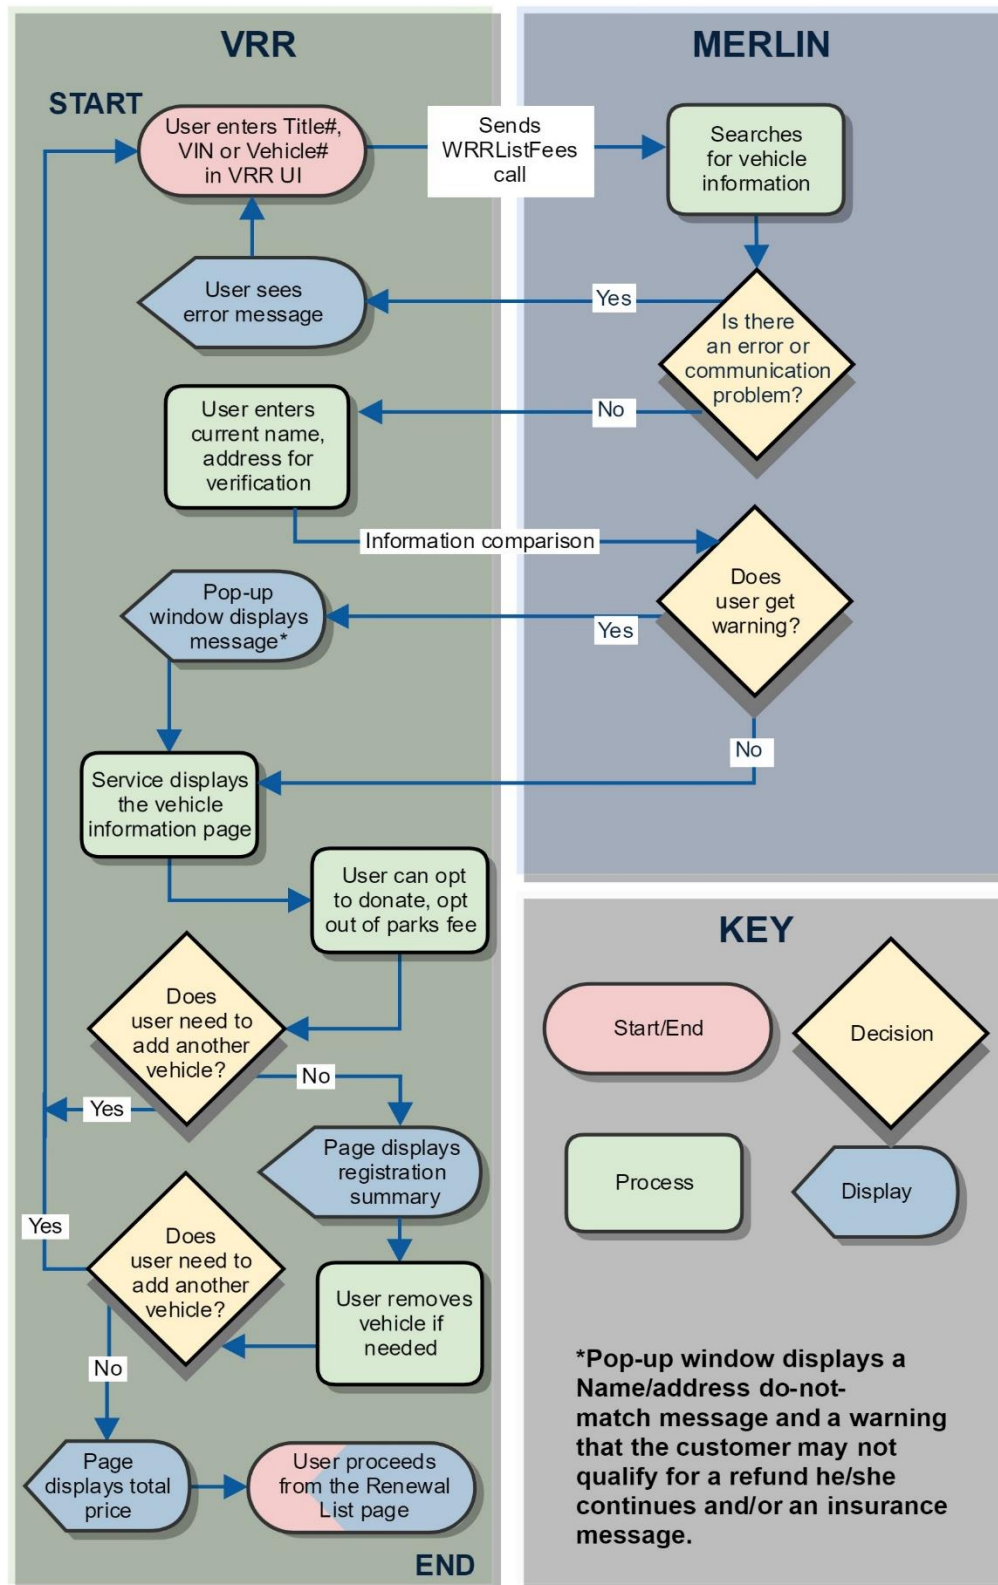 VRR
START
User enters Title#,
VIN or Vehicle#
in VRR UI
Sends
WRRListFees
call
User sees
error message
Yes
No
User enters
current name,
address for
verification
Information comparison
Pop-up
window displays
message*
Yes
No
Service displays
the vehicle
information page
User can opt
to donate, opt
out of parks fee
Does
user need to
add another
vehicle?
No
Yes
Page displays
registration
summary
Yes
Does
user need to
add another
vehicle?
User removes
vehicle if
needed
No
Page
displays total
price
User proceeds
from the Renewal
List page
END
MERLIN
Searches
for vehicle
information
Is there
an error or
communication
problem?
Does
user get
warning?
KEY
Start/End
Decision
Process
Display
*Pop-up window displays a
Name/address do-not-
match message and a warning
that the customer may not
qualify for a refund he/she
continues and/or an insurance
message.